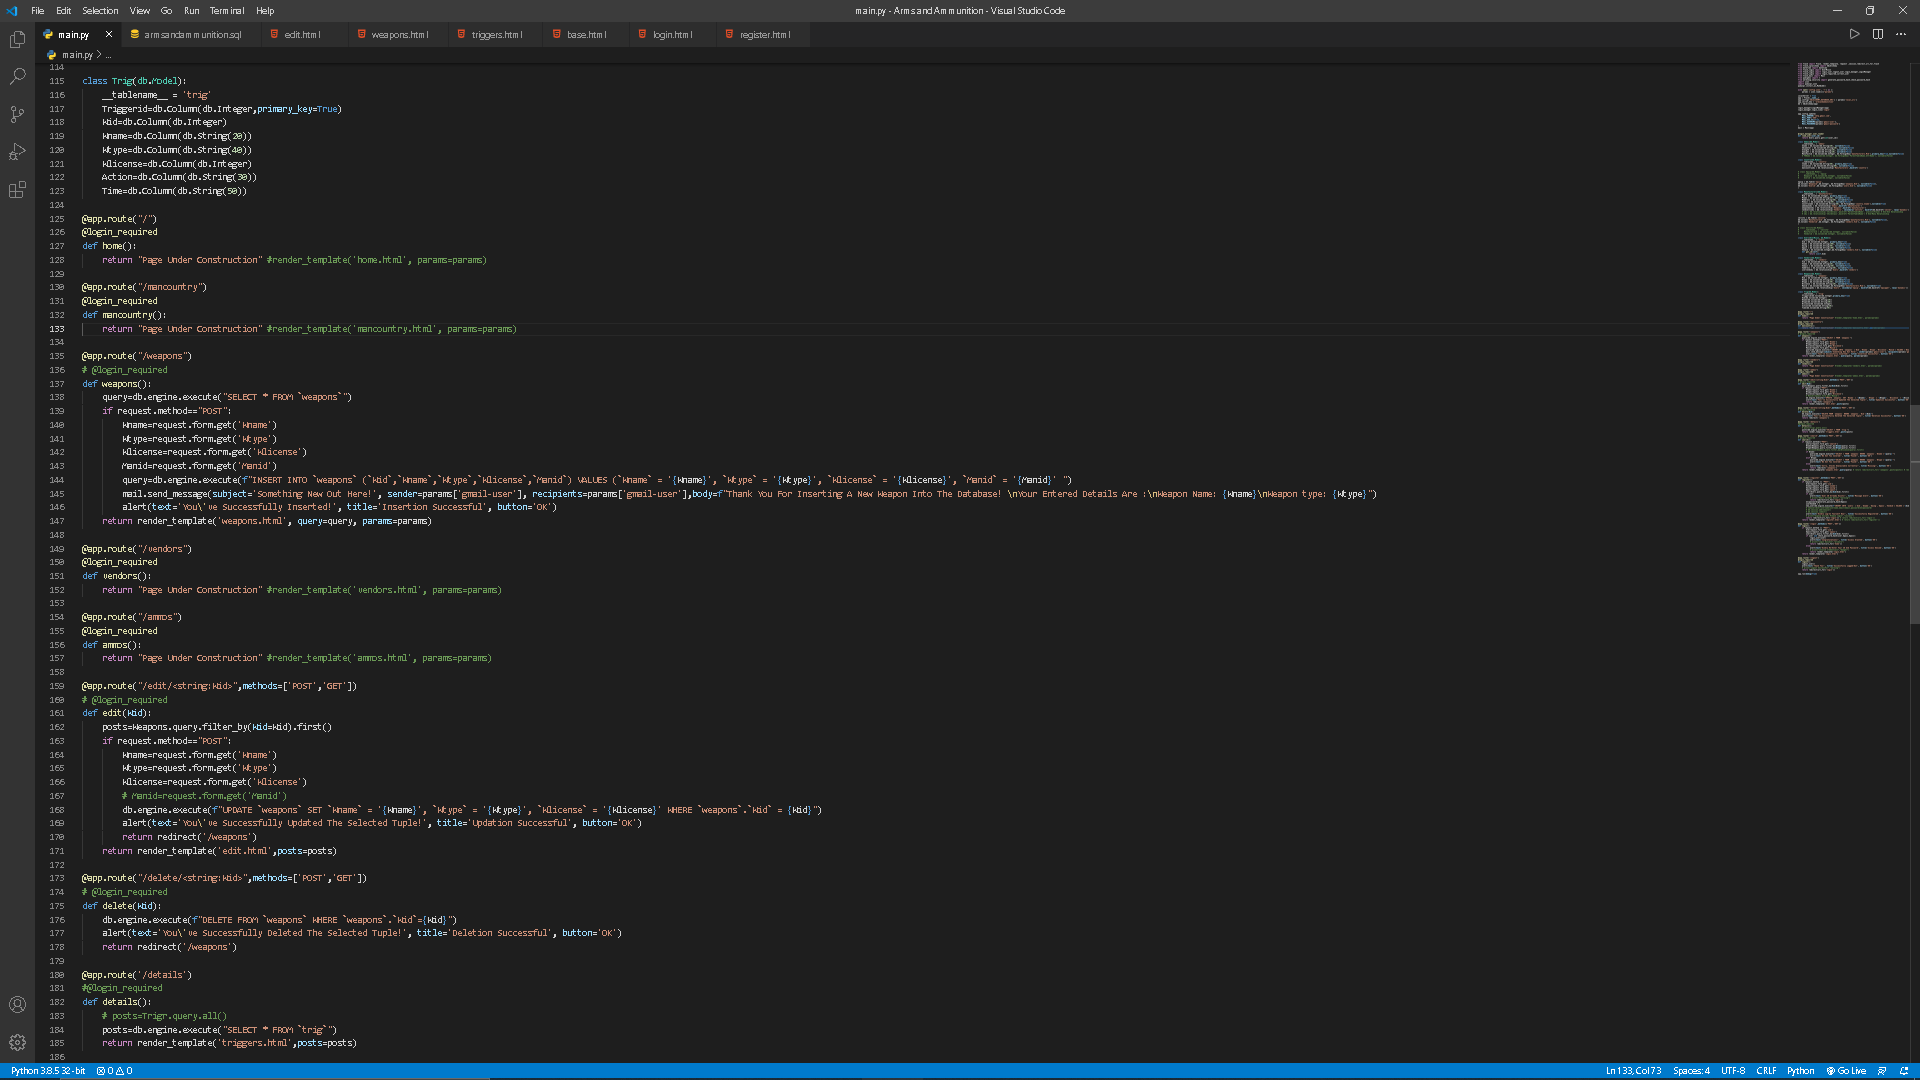 File Edit Selection View Go Run Terminal Help
main.py - Arms and Ammunition - Visual Studio Code
main.py armsandammunition.sql edit.html weapons.html triggers.html base.html login.html register.html
main.py > ...
114
115 class Trig(db.Model):
116 __tablename__ = 'trig'
117 Triggerid=db.Column(db.Integer,primary_key=True)
118 Wid=db.Column(db.Integer)
119 Wname=db.Column(db.String(20))
120 Wtype=db.Column(db.String(40))
121 Wlicense=db.Column(db.Integer)
122 Action=db.Column(db.String(30))
123 Time=db.Column(db.String(50))
124
125 @app.route("/")
126 @login_required
127 def home():
128 return "Page Under Construction" #render_template('home.html', params=params)
129
130 @app.route("/mancountry")
131 @login_required
132 def mancountry():
133 return "Page Under Construction" #render_template('mancountry.html', params=params)
134
135 @app.route("/weapons")
136 # @login_required
137 def weapons():
138 query=db.engine.execute("SELECT * FROM `weapons`")
139 if request.method=="POST":
140 Wname=request.form.get('Wname')
141 Wtype=request.form.get('Wtype')
142 Wlicense=request.form.get('Wlicense')
143 Manid=request.form.get('Manid')
144 query=db.engine.execute(f"INSERT INTO `weapons` (`Wid`,`Wname`,`Wtype`,`Wlicense`,`Manid`) VALUES (`Wname` = '{Wname}', `Wtype` = '{Wtype}', `Wlicense` = '{Wlicense}', `Manid` = '{Manid}' ")
145 mail.send_message(subject='Something New Out Here!', sender=params['gmail-user'], recipients=params['gmail-user'],body=f"Thank You For Inserting A New Weapon Into The Database! \nYour Entered Details Are :\nWeapon Name: {Wname}\nWeapon type: {Wtype}")
146 alert(text='You\'ve Successfully Inserted!', title='Insertion Successful', button='OK')
147 return render_template('weapons.html', query=query, params=params)
148
149 @app.route("/vendors")
150 @login_required
151 def vendors():
152 return "Page Under Construction" #render_template('vendors.html', params=params)
153
154 @app.route("/ammos")
155 @login_required
156 def ammos():
157 return "Page Under Construction" #render_template('ammos.html', params=params)
158
159 @app.route("/edit/<string:Wid>",methods=['POST','GET'])
160 # @login_required
161 def edit(Wid):
162 posts=Weapons.query.filter_by(Wid=Wid).first()
163 if request.method=="POST":
164 Wname=request.form.get('Wname')
165 Wtype=request.form.get('Wtype')
166 Wlicense=request.form.get('Wlicense')
167 # Manid=request.form.get('Manid')
168 db.engine.execute(f"UPDATE `weapons` SET `Wname` = '{Wname}', `Wtype` = '{Wtype}', `Wlicense` = '{Wlicense}' WHERE `weapons`.`Wid` = {Wid}")
169 alert(text='You\'ve Successfully Updated The Selected Tuple!', title='Updation Successful', button='OK')
170 return redirect('/weapons')
171 return render_template('edit.html',posts=posts)
172
173 @app.route("/delete/<string:Wid>",methods=['POST','GET'])
174 # @login_required
175 def delete(Wid):
176 db.engine.execute(f"DELETE FROM `weapons` WHERE `weapons`.`Wid`={Wid}")
177 alert(text='You\'ve Successfully Deleted The Selected Tuple!', title='Deletion Successful', button='OK')
178 return redirect('/weapons')
179
180 @app.route('/details')
181 #@login_required
182 def details():
183 # posts=Trigr.query.all()
184 posts=db.engine.execute("SELECT * FROM `trig`")
185 return render_template('triggers.html',posts=posts)
186
Python 3.8.5 32-bit 0 0 Ln 133, Col 73 Spaces: 4 UTF-8 CRLF Python Go Live